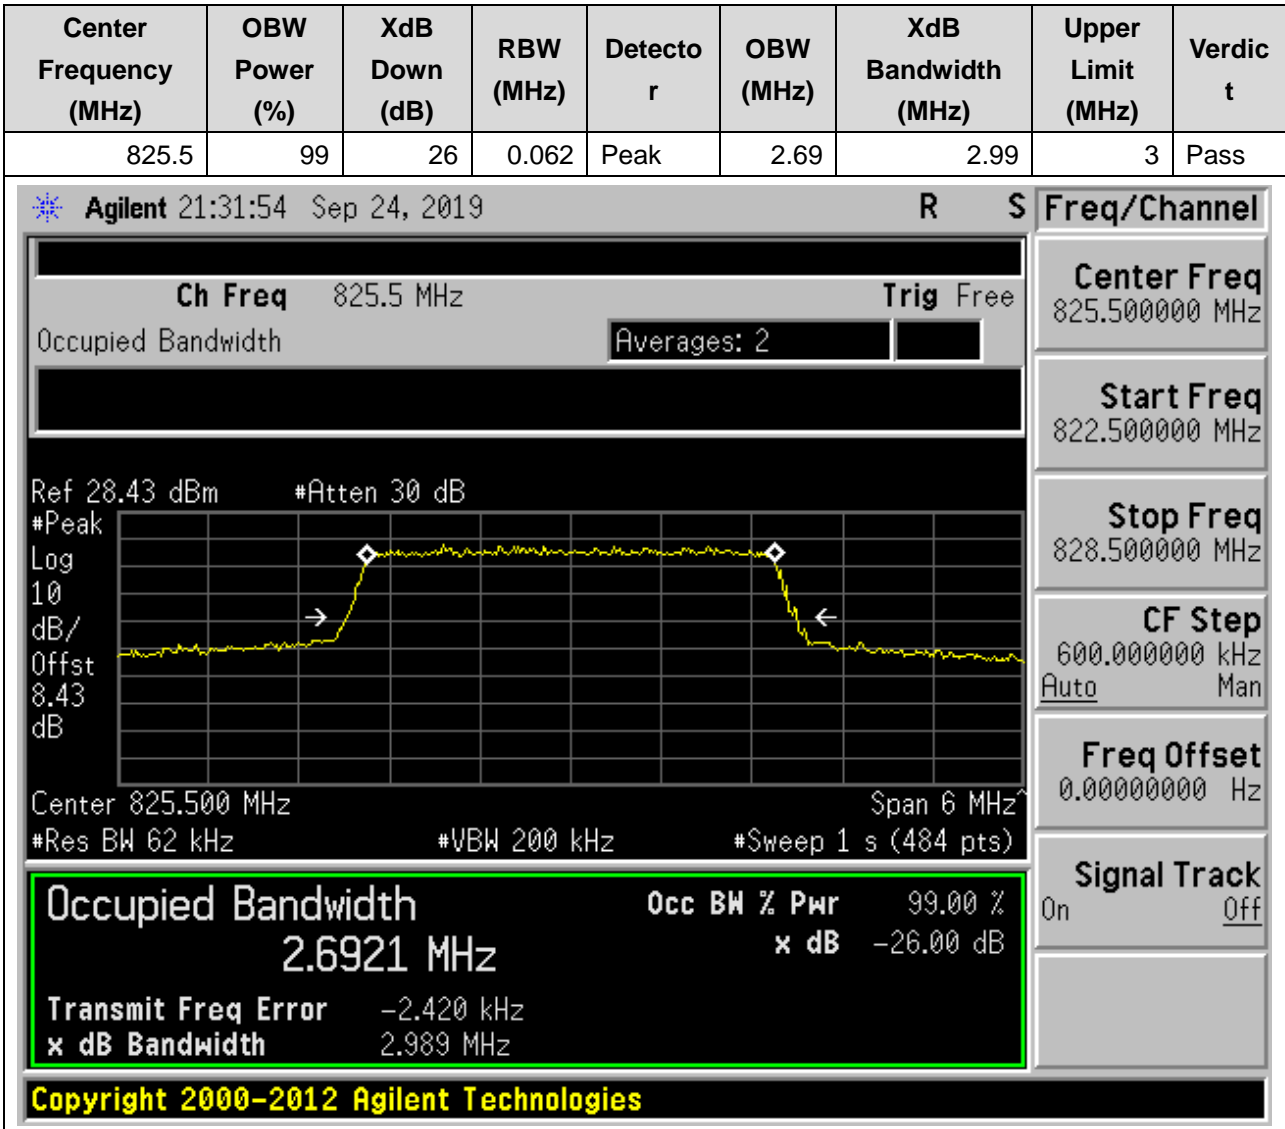 Center Frequency (MHz) OBW Power (%) XdB Down (dB) RBW (MHz) Detecto r OBW (MHz) XdB Bandwidth (MHz) Upper Limit (MHz) Verdic t
825.5 99 26 0.062 Peak 2.69 2.99 3 Pass
Agilent 21:31:54 Sep 24, 2019 R S Freq/Channel
Ch Freq 825.5 MHz Trig Free
Occupied Bandwidth Averages: 2
Center Freq
825.500000 MHz
Start Freq
822.500000 MHz
Stop Freq
828.500000 MHz
CF Step
600.000000 kHz
Auto Man
Freq Offset
0.00000000 Hz
Signal Track
On Off
Ref 28.43 dBm #Atten 30 dB
#Peak
Log
10
dB/
Offst
8.43
dB
Center 825.500 MHz Span 6 MHz^
#Res BW 62 kHz #VBW 200 kHz #Sweep 1 s (484 pts)
Occupied Bandwidth Occ BW % Pwr 99.00 %
2.6921 MHz x dB -26.00 dB
Transmit Freq Error -2.420 kHz
x dB Bandwidth 2.989 MHz
Copyright 2000-2012 Agilent Technologies